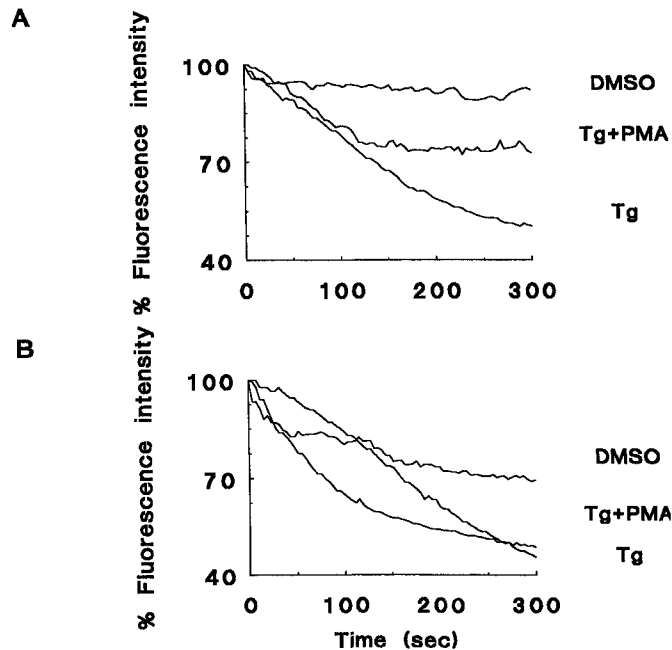 A
% Fluorescence intensity
100
70
40
0
100
200
300
DMSO
Tg+PMA
Tg
B
% Fluorescence intensity
100
70
40
0
100
200
300
Time (sec)
DMSO
Tg+PMA
Tg